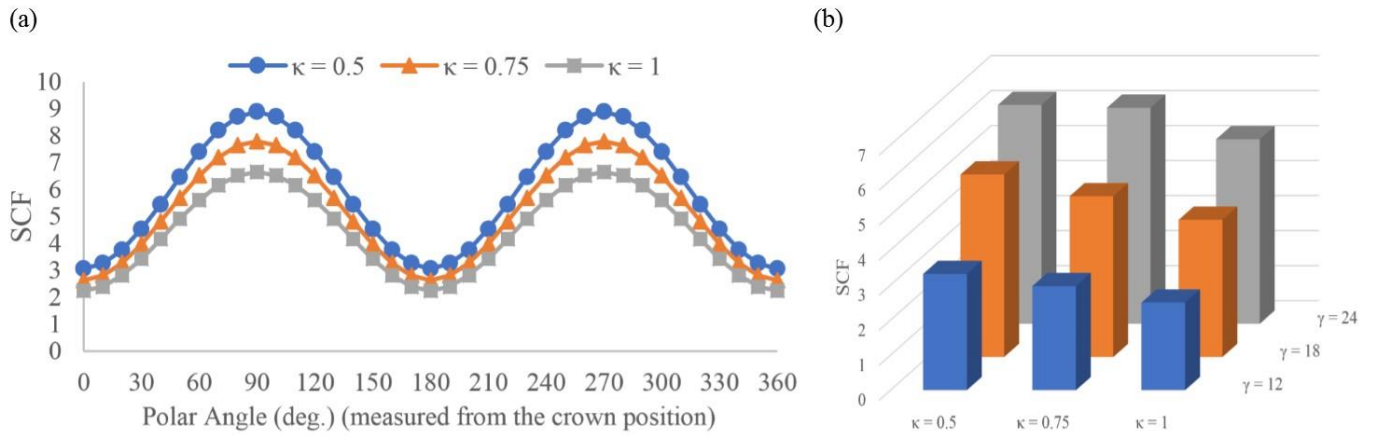 (a)
κ = 0.5 κ = 0.75 κ = 1
10
9
8
7
6
5
4
3
2
1
0
SCF
0 30 60 90 120 150 180 210 240 270 300 330 360
Polar Angle (deg.) (measured from the crown position)
(b)
7
6
5
4
3
2
1
0
SCF
γ = 24
γ = 18
γ = 12
κ = 0.5 κ = 0.75 κ = 1